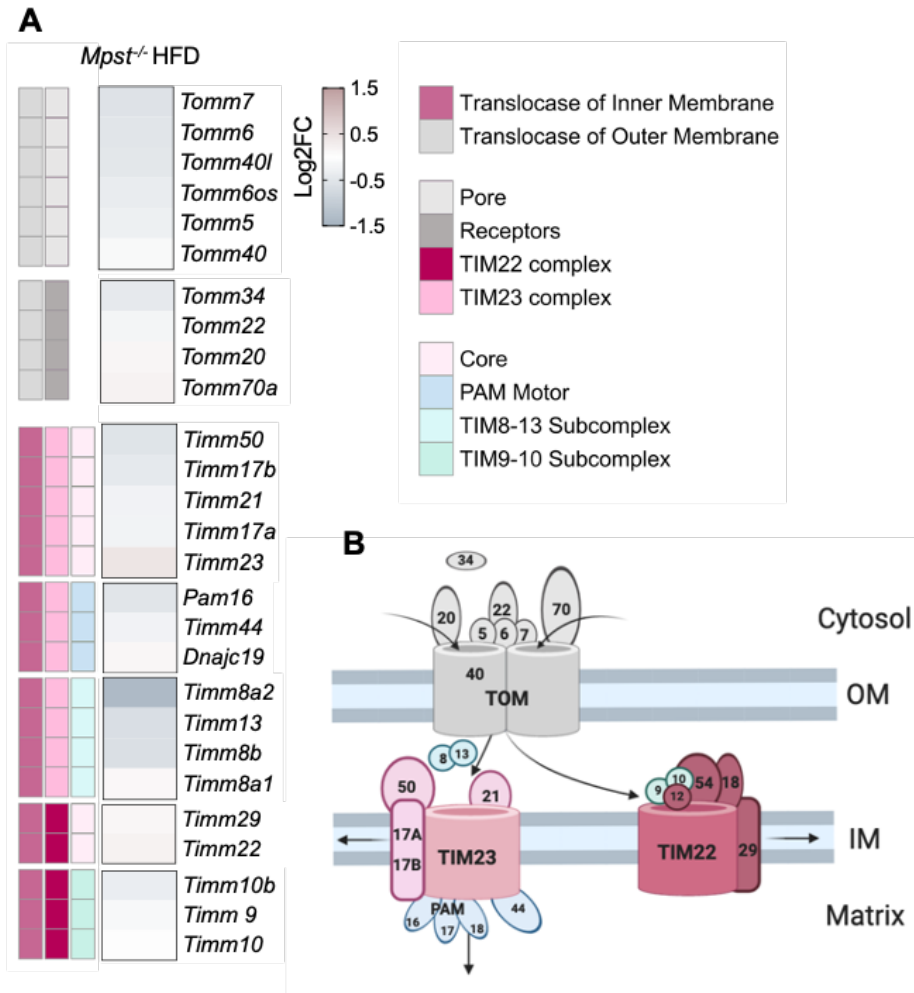 A
Mpst-/- HFD
Tomm7
Tomm6
Tomm40l
Tomm6os
Tomm5
Tomm40
Tomm34
Tomm22
Tomm20
Tomm70a
Timm50
Timm17b
Timm21
Timm17a
Timm23
Pam16
Timm44
Dnajc19
Timm8a2
Timm13
Timm8b
Timm8a1
Timm29
Timm22
Timm10b
Timm 9
Timm10
Log2FC
1.5
0.5
-0.5
-1.5
Translocase of Inner Membrane
Translocase of Outer Membrane
Pore
Receptors
TIM22 complex
TIM23 complex
Core
PAM Motor
TIM8-13 Subcomplex
TIM9-10 Subcomplex
B
34
20
22
70
5 6 7
40
TOM
Cytosol
OM
8 13
50
21
17A
17B
TIM23
PAM
16
17
18
44
9
10
12
54
18
TIM22
29
IM
Matrix